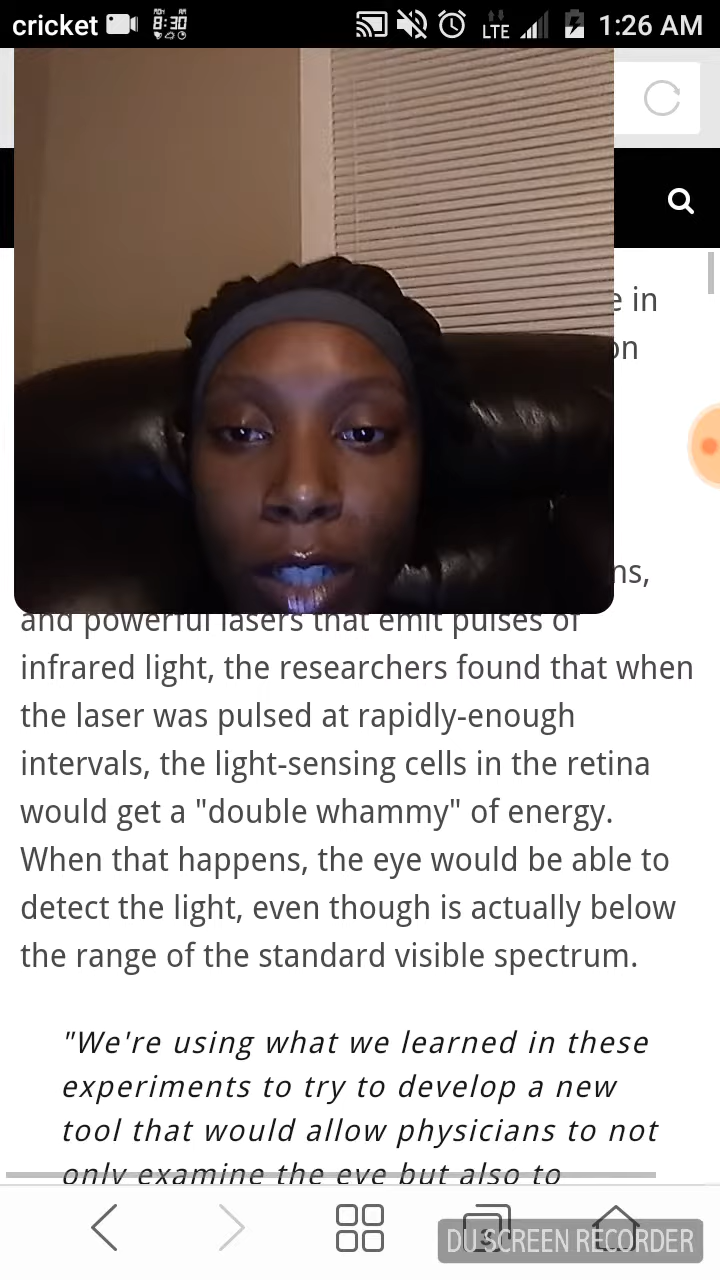 cricket 8:30 LTE 1:26 AM
e in
on
ns,
and powerful lasers that emit pulses of
infrared light, the researchers found that when
the laser was pulsed at rapidly-enough
intervals, the light-sensing cells in the retina
would get a "double whammy" of energy.
When that happens, the eye would be able to
detect the light, even though is actually below
the range of the standard visible spectrum.
"We're using what we learned in these
experiments to try to develop a new
tool that would allow physicians to not
only examine the eye but also to
DU SCREEN RECORDER